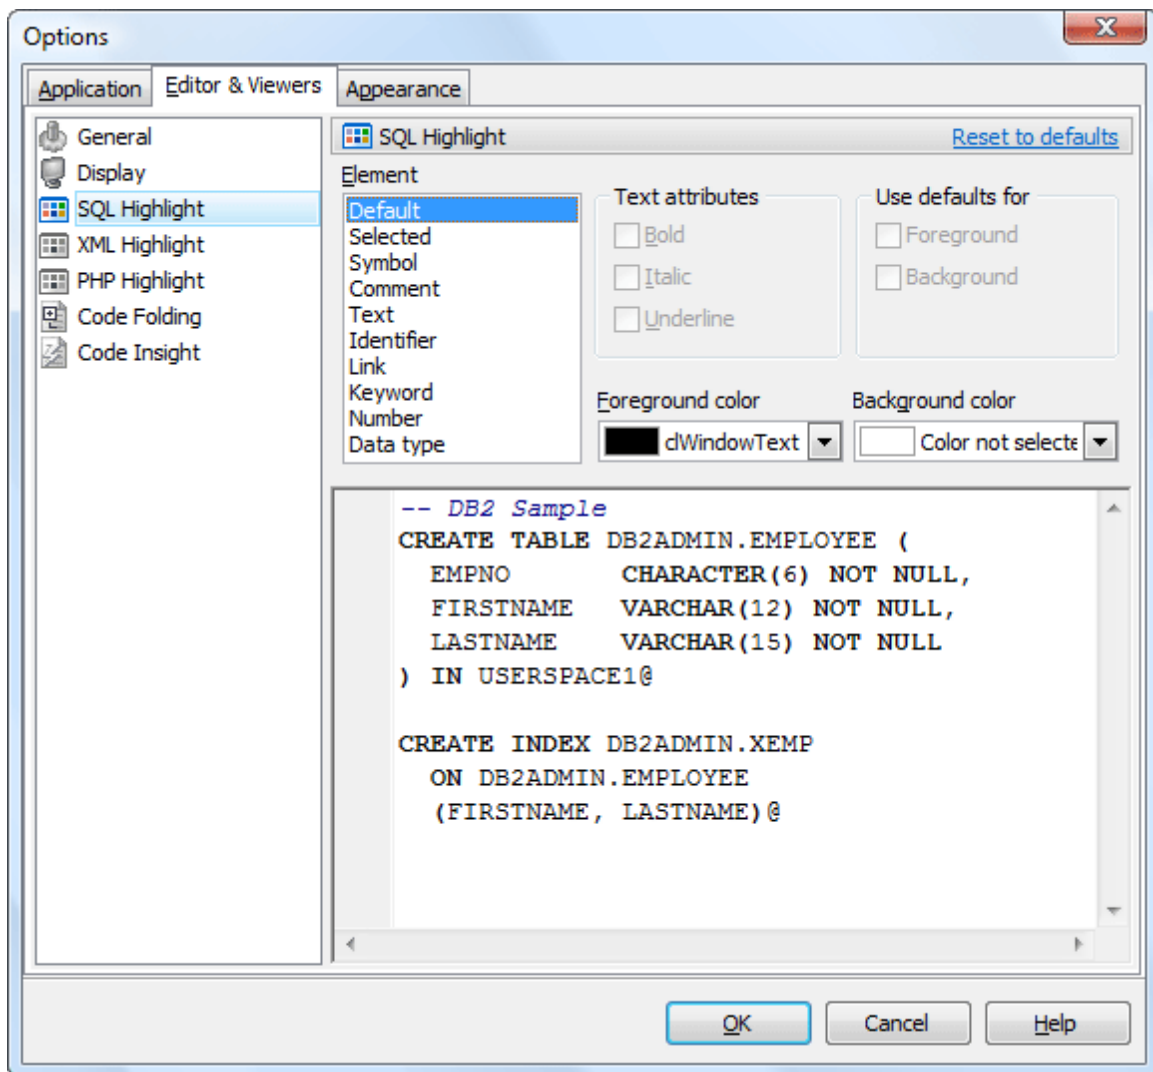 Options
Application
Editor & Viewers
Appearance
General
Display
SQL Highlight
XML Highlight
PHP Highlight
Code Folding
Code Insight
SQL Highlight
Reset to defaults
Element
Default
Selected
Symbol
Comment
Text
Identifier
Link
Keyword
Number
Data type
Text attributes
Bold
Italic
Underline
Use defaults for
Foreground
Background
Foreground color
clWindowText
Background color
Color not selecte
-- DB2 Sample
CREATE TABLE DB2ADMIN.EMPLOYEE (
  EMPNO       CHARACTER(6) NOT NULL,
  FIRSTNAME   VARCHAR(12) NOT NULL,
  LASTNAME    VARCHAR(15) NOT NULL
) IN USERSPACE1@
CREATE INDEX DB2ADMIN.XEMP
  ON DB2ADMIN.EMPLOYEE
  (FIRSTNAME, LASTNAME)@
OK
Cancel
Help